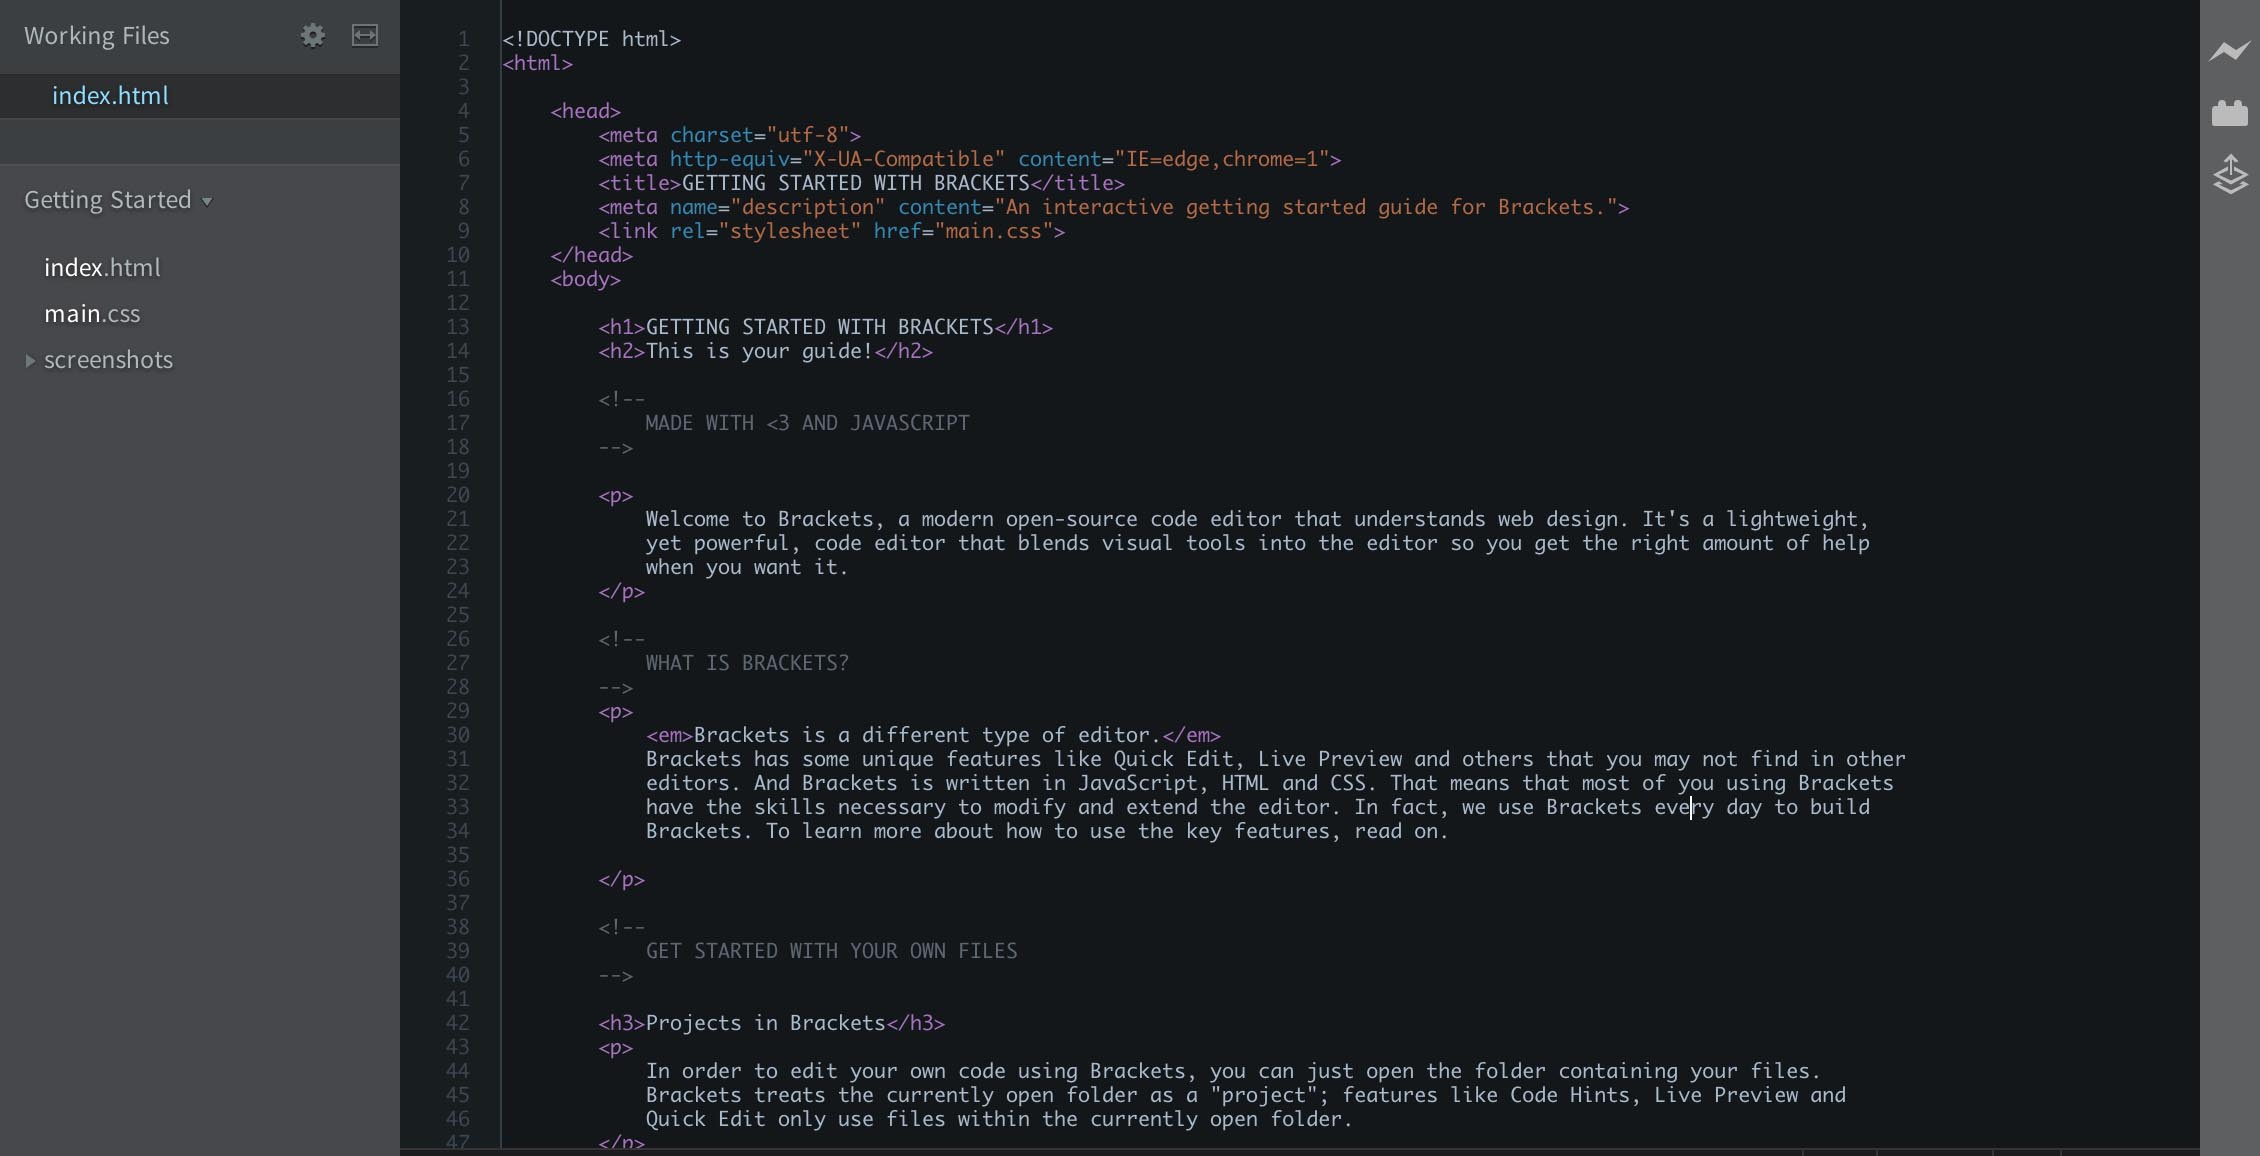 Working Files
index.html
Getting Started
index.html
main.css
screenshots
1 <!DOCTYPE html>
2 <html>
3
4 <head>
5 <meta charset="utf-8">
6 <meta http-equiv="X-UA-Compatible" content="IE=edge,chrome=1">
7 <title>GETTING STARTED WITH BRACKETS</title>
8 <meta name="description" content="An interactive getting started guide for Brackets.">
9 <link rel="stylesheet" href="main.css">
10 </head>
11 <body>
12
13 <h1>GETTING STARTED WITH BRACKETS</h1>
14 <h2>This is your guide!</h2>
15
16 <!--
17 MADE WITH <3 AND JAVASCRIPT
18 -->
19
20 <p>
21 Welcome to Brackets, a modern open-source code editor that understands web design. It's a lightweight,
22 yet powerful, code editor that blends visual tools into the editor so you get the right amount of help
23 when you want it.
24 </p>
25
26 <!--
27 WHAT IS BRACKETS?
28 -->
29 <p>
30 <em>Brackets is a different type of editor.</em>
31 Brackets has some unique features like Quick Edit, Live Preview and others that you may not find in other
32 editors. And Brackets is written in JavaScript, HTML and CSS. That means that most of you using Brackets
33 have the skills necessary to modify and extend the editor. In fact, we use Brackets every day to build
34 Brackets. To learn more about how to use the key features, read on.
35
36 </p>
37
38 <!--
39 GET STARTED WITH YOUR OWN FILES
40 -->
41
42 <h3>Projects in Brackets</h3>
43 <p>
44 In order to edit your own code using Brackets, you can just open the folder containing your files.
45 Brackets treats the currently open folder as a "project"; features like Code Hints, Live Preview and
46 Quick Edit only use files within the currently open folder.
47 </p>